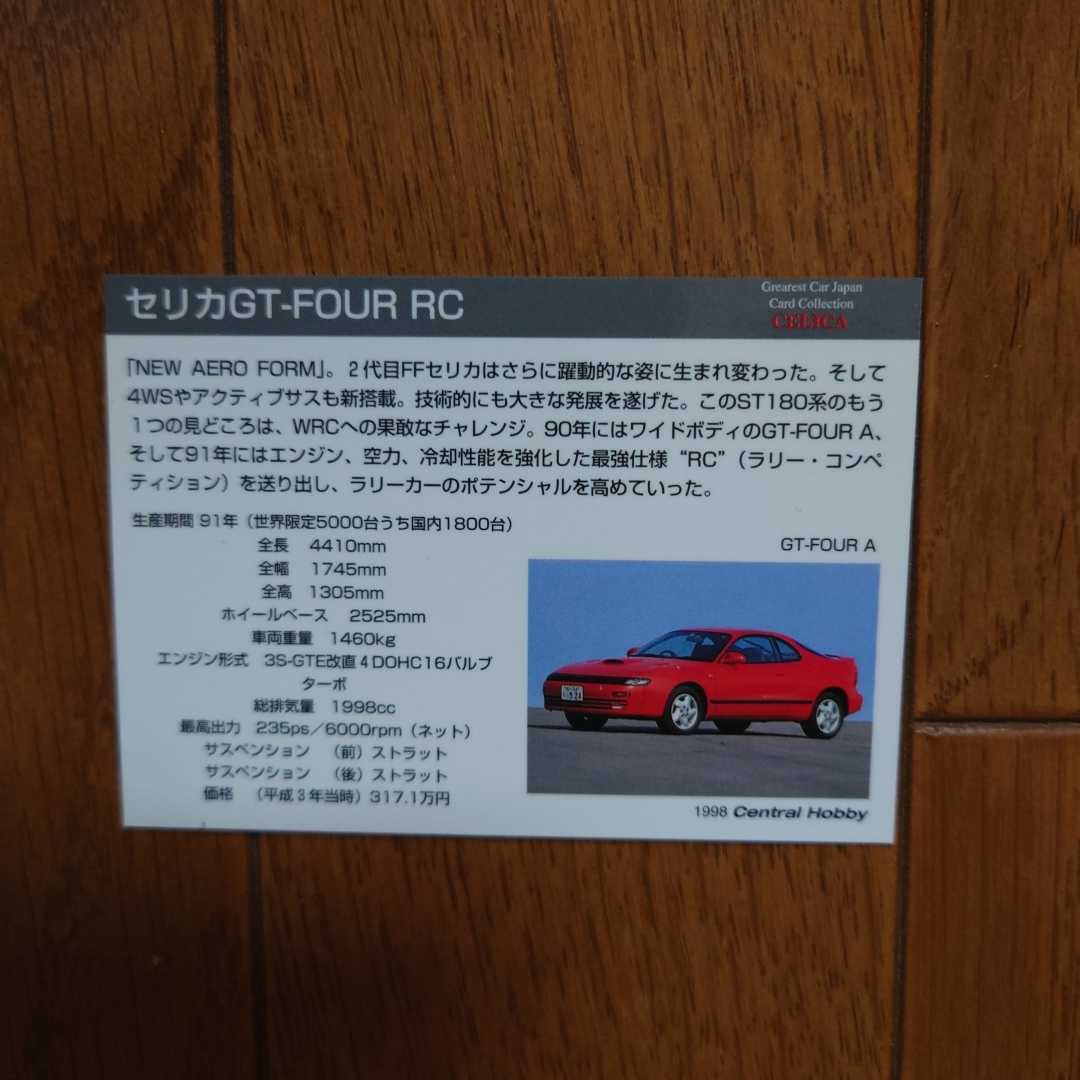 セリカGT-FOUR RC
Grearest Car Japan
Card Collection
CELICA
「NEW AERO FORM」。２代目FFセリカはさらに躍動的な姿に生まれ変わった。そして
4WSやアクティブサスも新搭載。技術的にも大きな発展を遂げた。このST180系のもう
１つの見どころは、WRCへの果敢なチャレンジ。90年にはワイドボディのGT-FOUR A、
そして91年にはエンジン、空力、冷却性能を強化した最強仕様“RC”（ラリー・コンペ
ティション）を送り出し、ラリーカーのポテンシャルを高めていった。
生産期間 91年（世界限定5000台うち国内1800台）
全長 4410mm
全幅 1745mm
全高 1305mm
ホイールベース 2525mm
車両重量 1460kg
エンジン形式 3S-GTE改直４DOHC16バルブ
ターボ
総排気量 1998cc
最高出力 235ps／6000rpm（ネット）
サスペンション （前）ストラット
サスペンション （後）ストラット
価格 （平成３年当時）317.1万円
GT-FOUR A
1998 Central Hobby